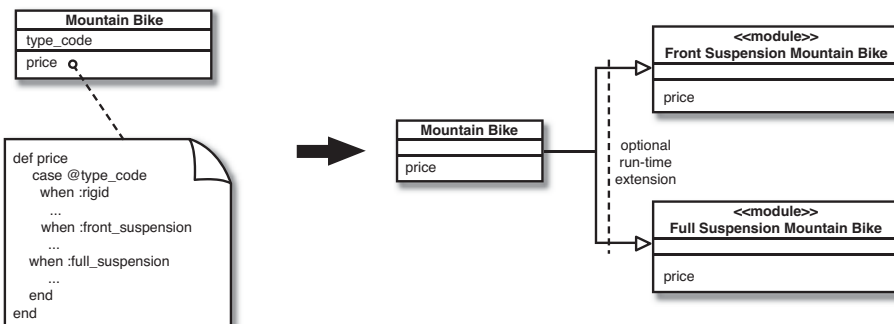 Mountain Bike
type_code
price
def price
case @type_code
when :rigid
...
when :front_suspension
...
when :full_suspension
...
end
end
Mountain Bike
price
optional
run-time
extension
<<module>>
Front Suspension Mountain Bike
price
<<module>>
Full Suspension Mountain Bike
price